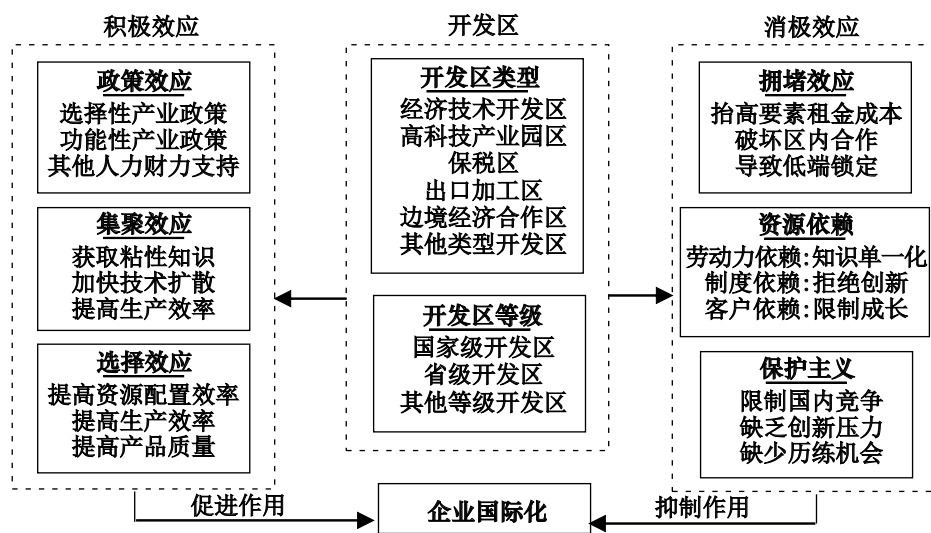 积极效应
政策效应
选择性产业政策
功能性产业政策
其他人力财力支持
集聚效应
获取粘性知识
加快技术扩散
提高生产效率
选择效应
提高资源配置效率
提高生产效率
提高产品质量
开发区
开发区类型
经济技术开发区
高科技产业园区
保税区
出口加工区
边境经济合作区
其他类型开发区
开发区等级
国家级开发区
省级开发区
其他等级开发区
消极效应
拥堵效应
抬高要素租金成本
破坏区内合作
导致低端锁定
资源依赖
劳动力依赖:知识单一化
制度依赖:拒绝创新
客户依赖:限制成长
保护主义
限制国内竞争
缺乏创新压力
缺少历练机会
促进作用
企业国际化
抑制作用